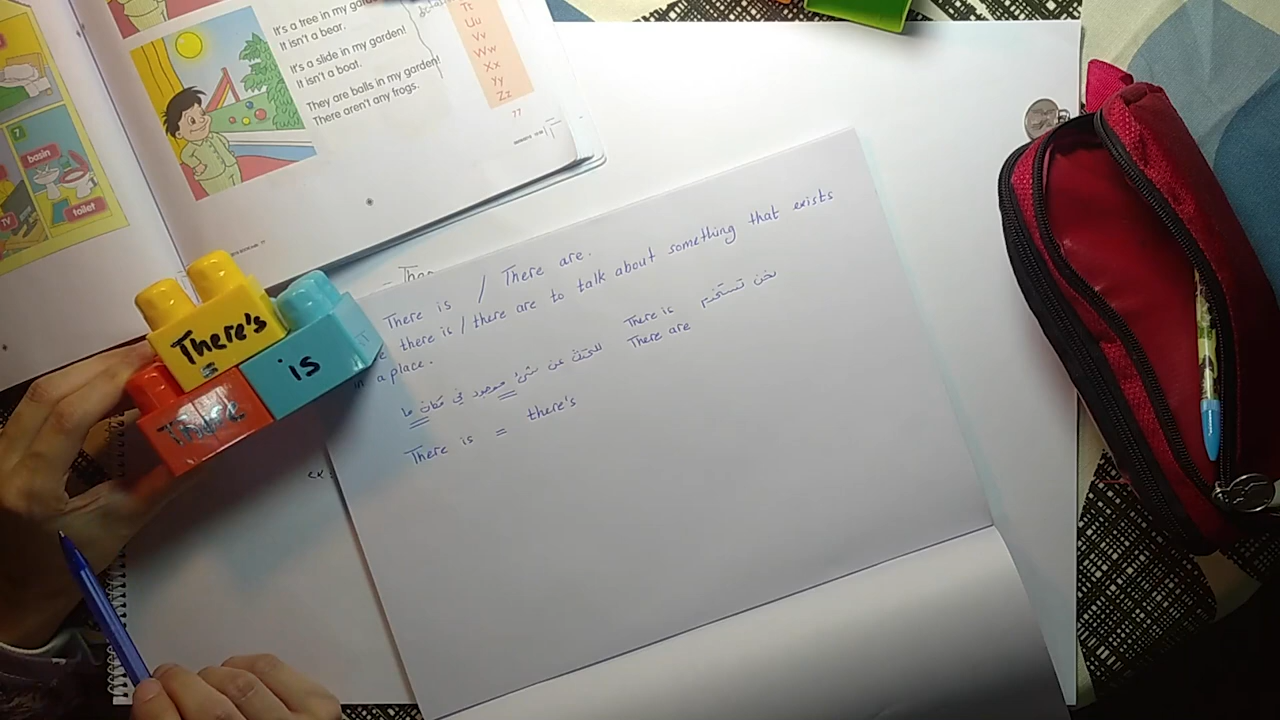 It's a tree in my garden!
It isn't a bear.
It's a slide in my garden!
It isn't a boat.
They are balls in my garden!
There aren't any frogs.
Tt
Uu
Vv
Ww
Xx
Yy
Zz
77
7
basin
TV
toilet
There's
is
There
There is / There are.
there is / there are to talk about something that exists
in a place.
نحن نستخدم There is
There are للتحدث عن شيء موجود في مكان ما
There is = there's
ex: